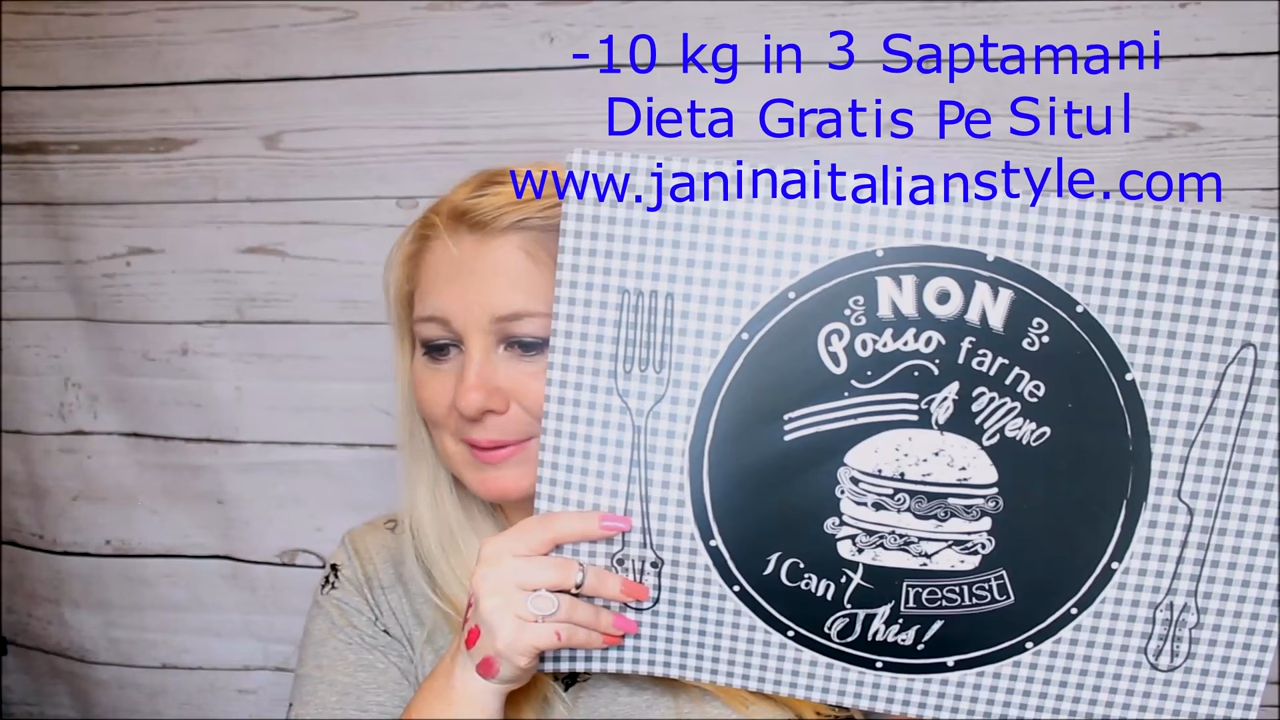 -10 kg in 3 Saptamani
Dieta Gratis Pe Situl
www.janinaitalianstyle.com
NON
Posso farne
A Meno
I Can't resist
This!